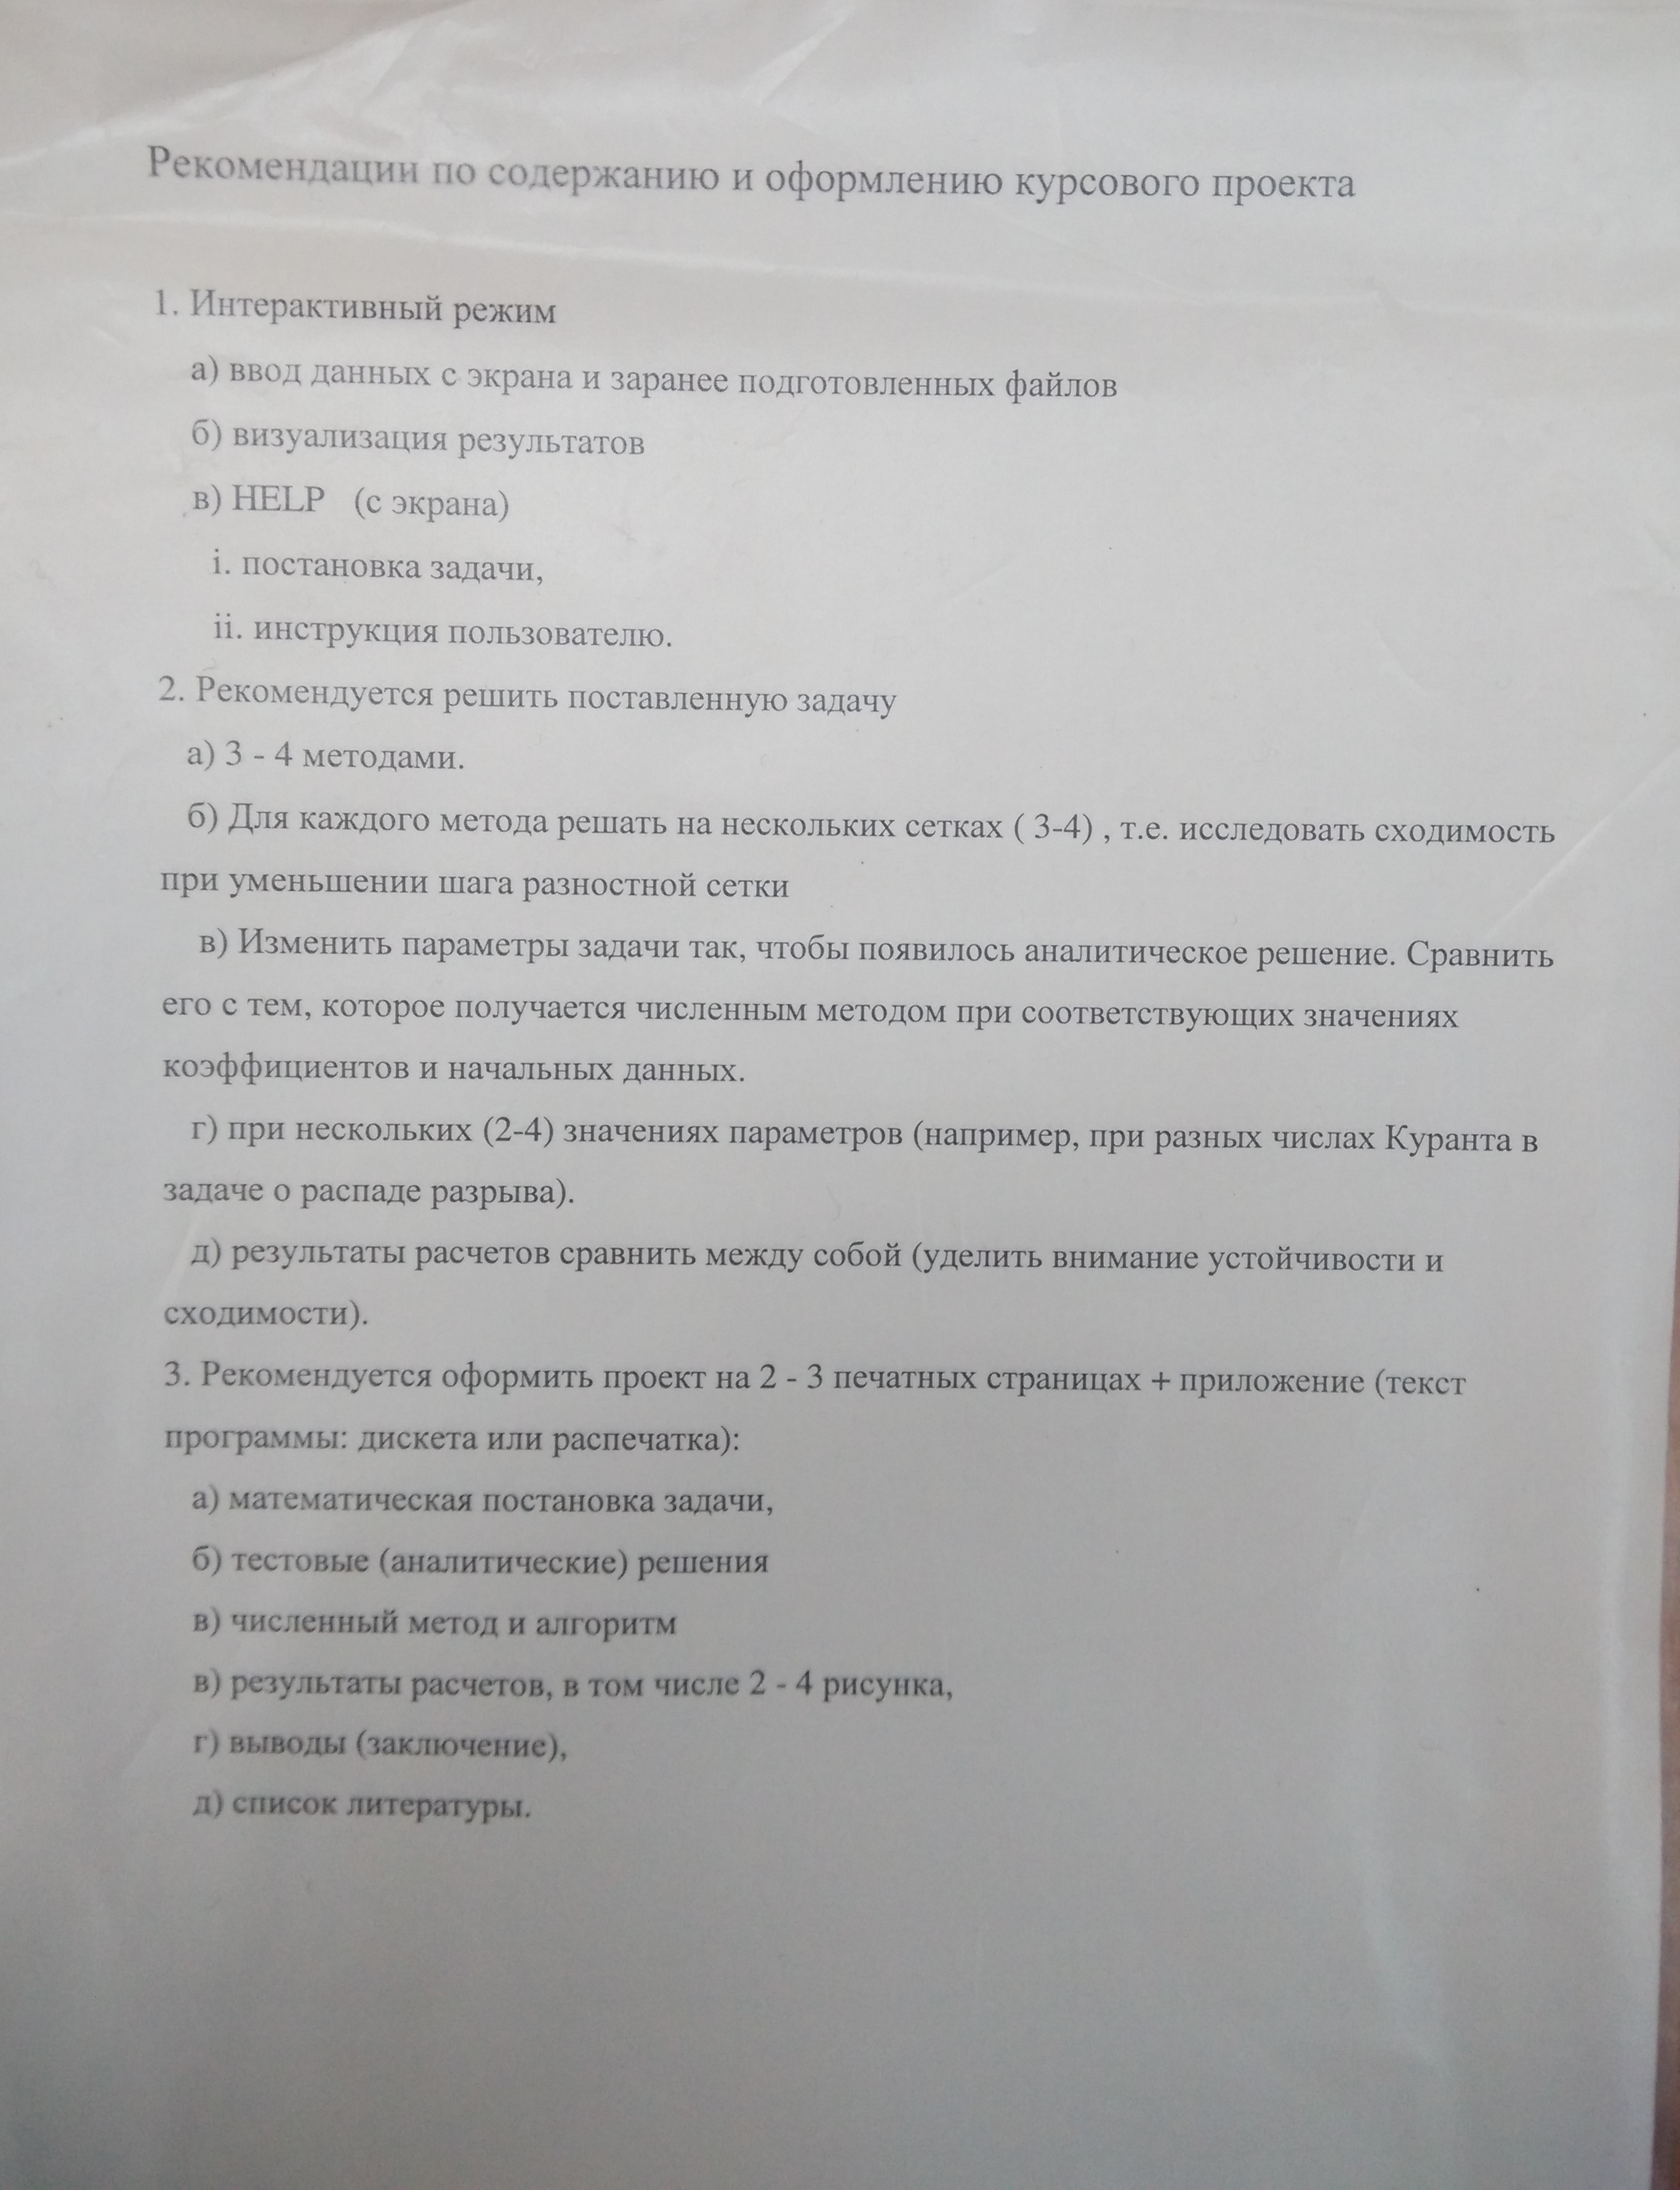 Рекомендации по содержанию и оформлению курсового проекта
1. Интерактивный режим
а) ввод данных с экрана и заранее подготовленных файлов
б) визуализация результатов
в) HELP (с экрана)
i. постановка задачи,
ii. инструкция пользователю.
2. Рекомендуется решить поставленную задачу
а) 3 - 4 методами.
б) Для каждого метода решать на нескольких сетках ( 3-4) , т.е. исследовать сходимость
при уменьшении шага разностной сетки
в) Изменить параметры задачи так, чтобы появилось аналитическое решение. Сравнить
его с тем, которое получается численным методом при соответствующих значениях
коэффициентов и начальных данных.
г) при нескольких (2-4) значениях параметров (например, при разных числах Куранта в
задаче о распаде разрыва).
д) результаты расчетов сравнить между собой (уделить внимание устойчивости и
сходимости).
3. Рекомендуется оформить проект на 2 - 3 печатных страницах + приложение (текст
программы: дискета или распечатка):
а) математическая постановка задачи,
б) тестовые (аналитические) решения
в) численный метод и алгоритм
в) результаты расчетов, в том числе 2 - 4 рисунка,
г) выводы (заключение),
д) список литературы.